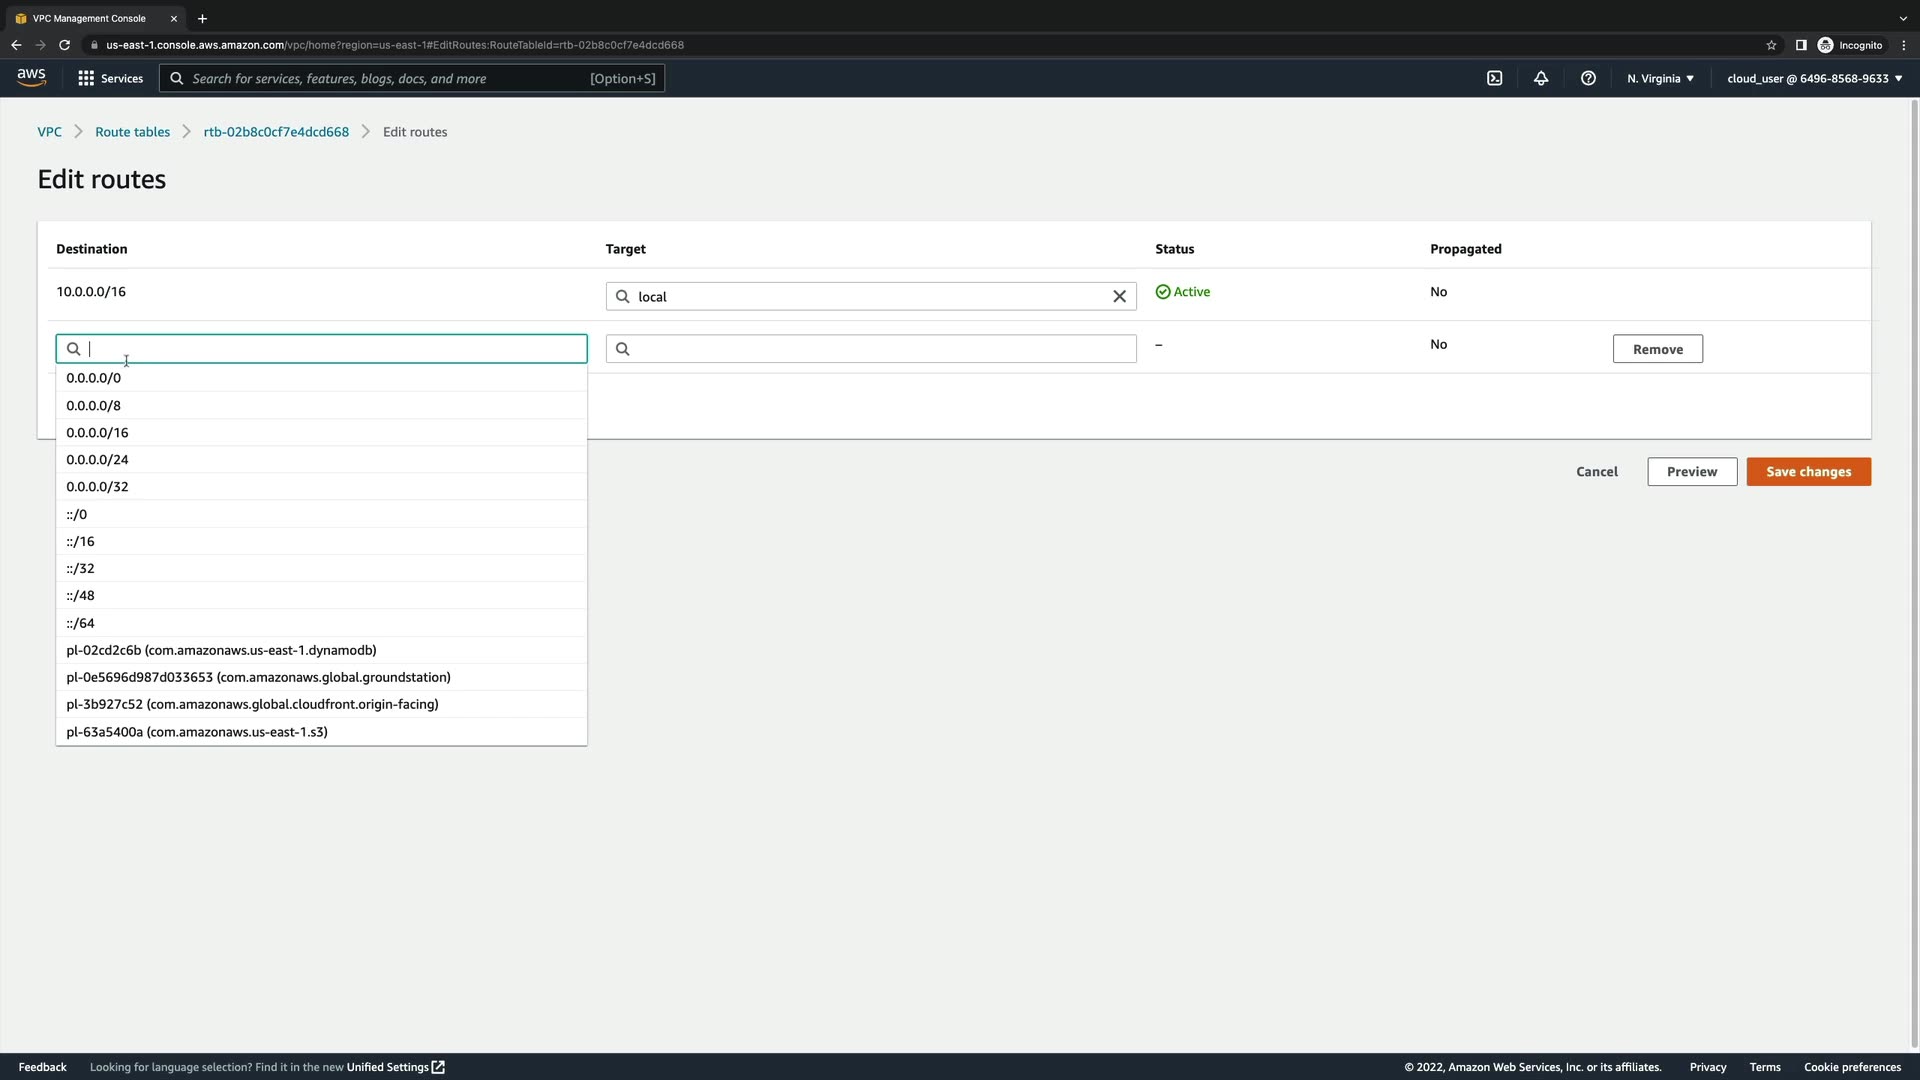 VPC Management Console
us-east-1.console.aws.amazon.com/vpc/home?region=us-east-1#EditRoutes:RouteTableId=rtb-02b8c0cf7e4dcd668
Incognito
aws
Services
Search for services, features, blogs, docs, and more
[Option+S]
N. Virginia
cloud_user @ 6496-8568-9633
VPC
Route tables
rtb-02b8c0cf7e4dcd668
Edit routes
Edit routes
Destination Target Status Propagated
10.0.0.0/16 local Active No
– No Remove
0.0.0.0/0
0.0.0.0/8
0.0.0.0/16
0.0.0.0/24
0.0.0.0/32
::/0
::/16
::/32
::/48
::/64
pl-02cd2c6b (com.amazonaws.us-east-1.dynamodb)
pl-0e5696d987d033653 (com.amazonaws.global.groundstation)
pl-3b927c52 (com.amazonaws.global.cloudfront.origin-facing)
pl-63a5400a (com.amazonaws.us-east-1.s3)
Cancel Preview Save changes
Feedback Looking for language selection? Find it in the new Unified Settings
© 2022, Amazon Web Services, Inc. or its affiliates. Privacy Terms Cookie preferences